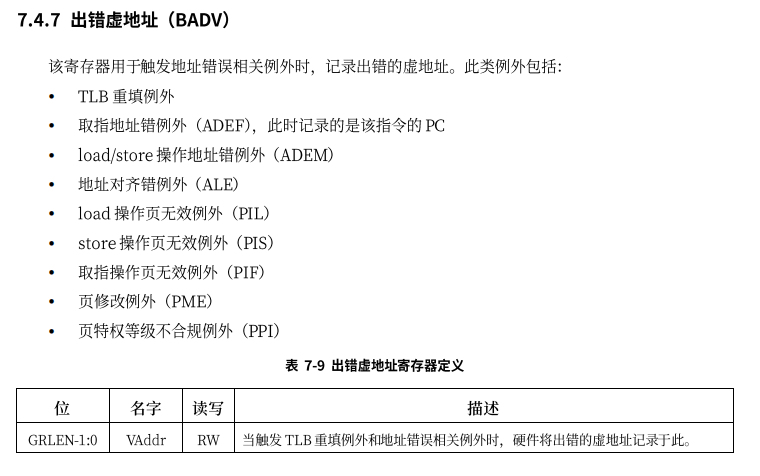 7.4.7 出错虚地址（BADV）
该寄存器用于触发地址错误相关例外时，记录出错的虚地址。此类例外包括：
• TLB 重填例外
• 取指地址错例外（ADEF），此时记录的是该指令的 PC
• load/store 操作地址错例外（ADEM）
• 地址对齐错例外（ALE）
• load 操作页无效例外（PIL）
• store 操作页无效例外（PIS）
• 取指操作页无效例外（PIF）
• 页修改例外（PME）
• 页特权等级不合规例外（PPI）
表 7-9 出错虚地址寄存器定义
位 名字 读写 描述
GRLEN-1:0 VAddr RW 当触发 TLB 重填例外和地址错误相关例外时，硬件将出错的虚地址记录于此。